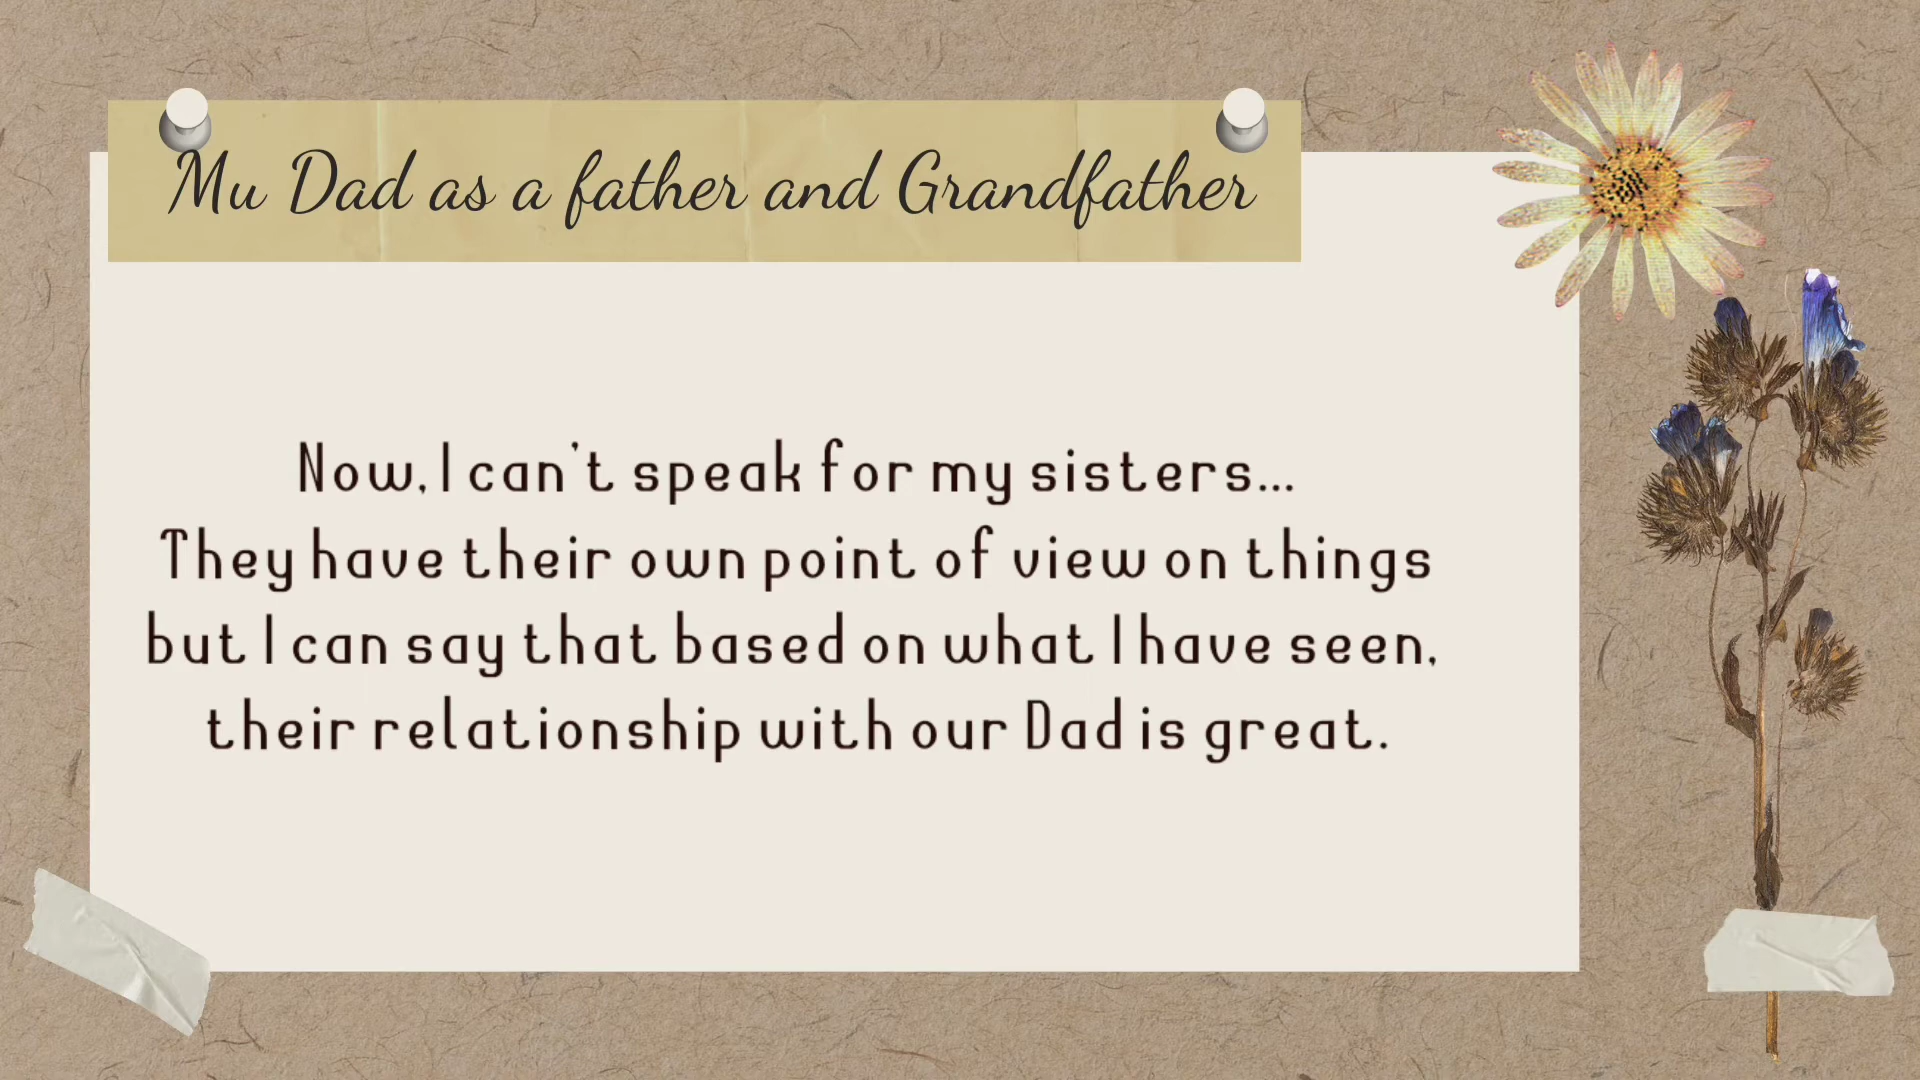 Mu Dad as a father and Grandfather
Now, I can't speak for my sisters...
They have their own point of view on things
but I can say that based on what I have seen,
their relationship with our Dad is great.